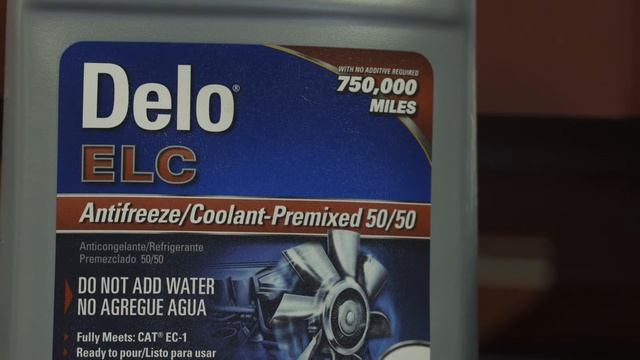 Delo®
ELC
WITH NO ADDITIVE REQUIRED
750,000
MILES
Antifreeze/Coolant-Premixed 50/50
Anticongelante/Refrigerante
Premezclado 50/50
DO NOT ADD WATER
NO AGREGUE AGUA
Fully Meets: CAT® EC-1
Ready to pour/Listo para usar